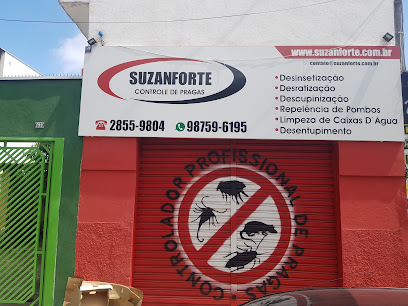 www.suzanforte.com.br
contato@suzanforte.com.br
SUZANFORTE
CONTROLE DE PRAGAS
2855-9804 98759-6195
• Desinsetização
• Desratização
• Descupinização
• Repelência de Pombos
• Limpeza de Caixas D'Água
• Desentupimento
CONTROLADOR PROFISSIONAL DE PRAGAS